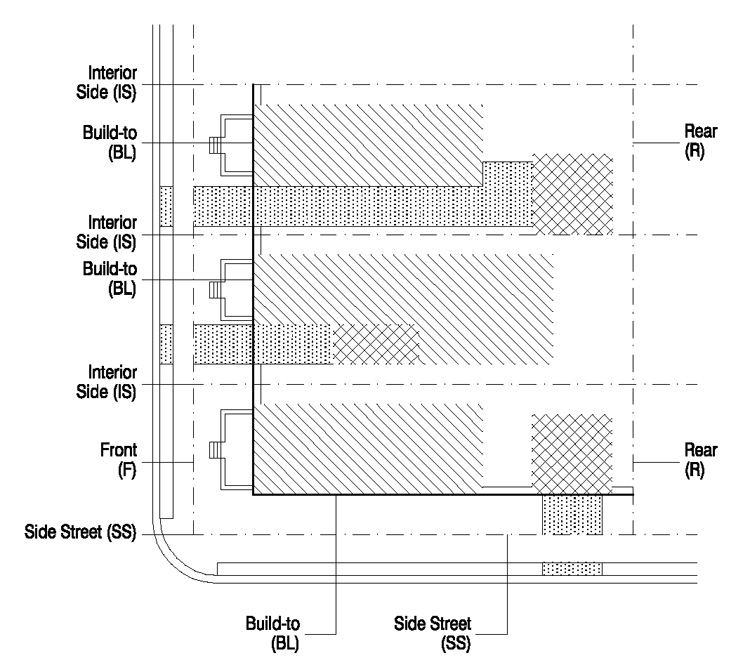 Interior
Side (IS)
Build-to
(BL)
Rear
(R)
Interior
Side (IS)
Build-to
(BL)
Interior
Side (IS)
Front
(F)
Rear
(R)
Side Street (SS)
Build-to
(BL)
Side Street
(SS)